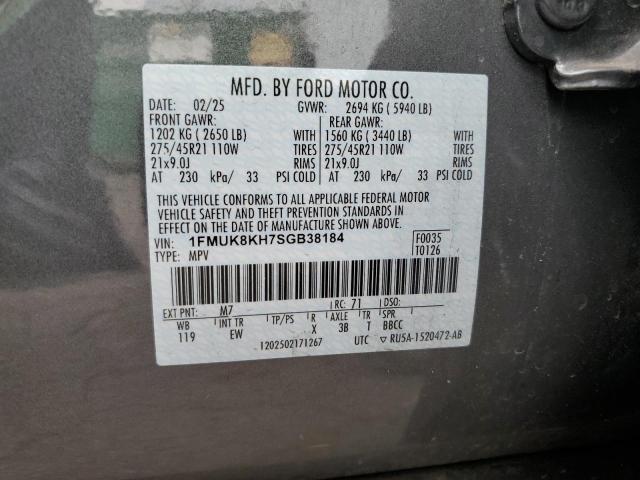 MFD. BY FORD MOTOR CO.
DATE: 02/25 GVWR: 2694 KG ( 5940 LB)
FRONT GAWR: REAR GAWR:
1202 KG ( 2650 LB) 1560 KG ( 3440 LB)
275/45R21 110W TIRES 275/45R21 110W TIRES
21x9.0J RIMS 21x9.0J RIMS
AT 230 kPa/ 33 PSI COLD AT 230 kPa/ 33 PSI COLD
THIS VEHICLE CONFORMS TO ALL APPLICABLE FEDERAL MOTOR
VEHICLE SAFETY AND THEFT PREVENTION STANDARDS IN
EFFECT ON THE DATE OF MANUFACTURE SHOWN ABOVE.
VIN: 1FMUK8KH7SGB38184 F0035
TYPE: MPV T0126
EXT PNT: M7 RC: 71 DSO:
WB INT TR TP/PS R AXLE TR SPR
119 EW X 3B T BBCC
1202502171267 UTC ▽ RU5A-1520472-AB